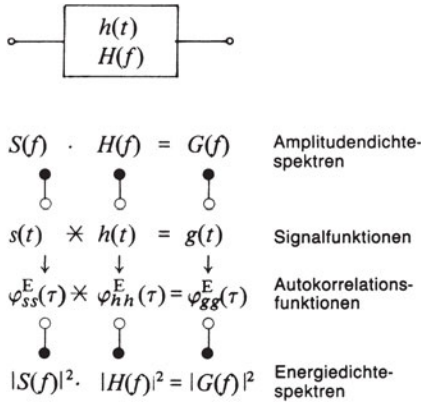 h(t)
H(f)
S(f) · H(f) = G(f) Amplitudendichte-
spektren
s(t) ∗ h(t) = g(t) Signalfunktionen
φ^E_ss(τ) ∗ φ^E_hh(τ) = φ^E_gg(τ) Autokorrelations-
funktionen
|S(f)|² · |H(f)|² = |G(f)|² Energiedichte-
spektren